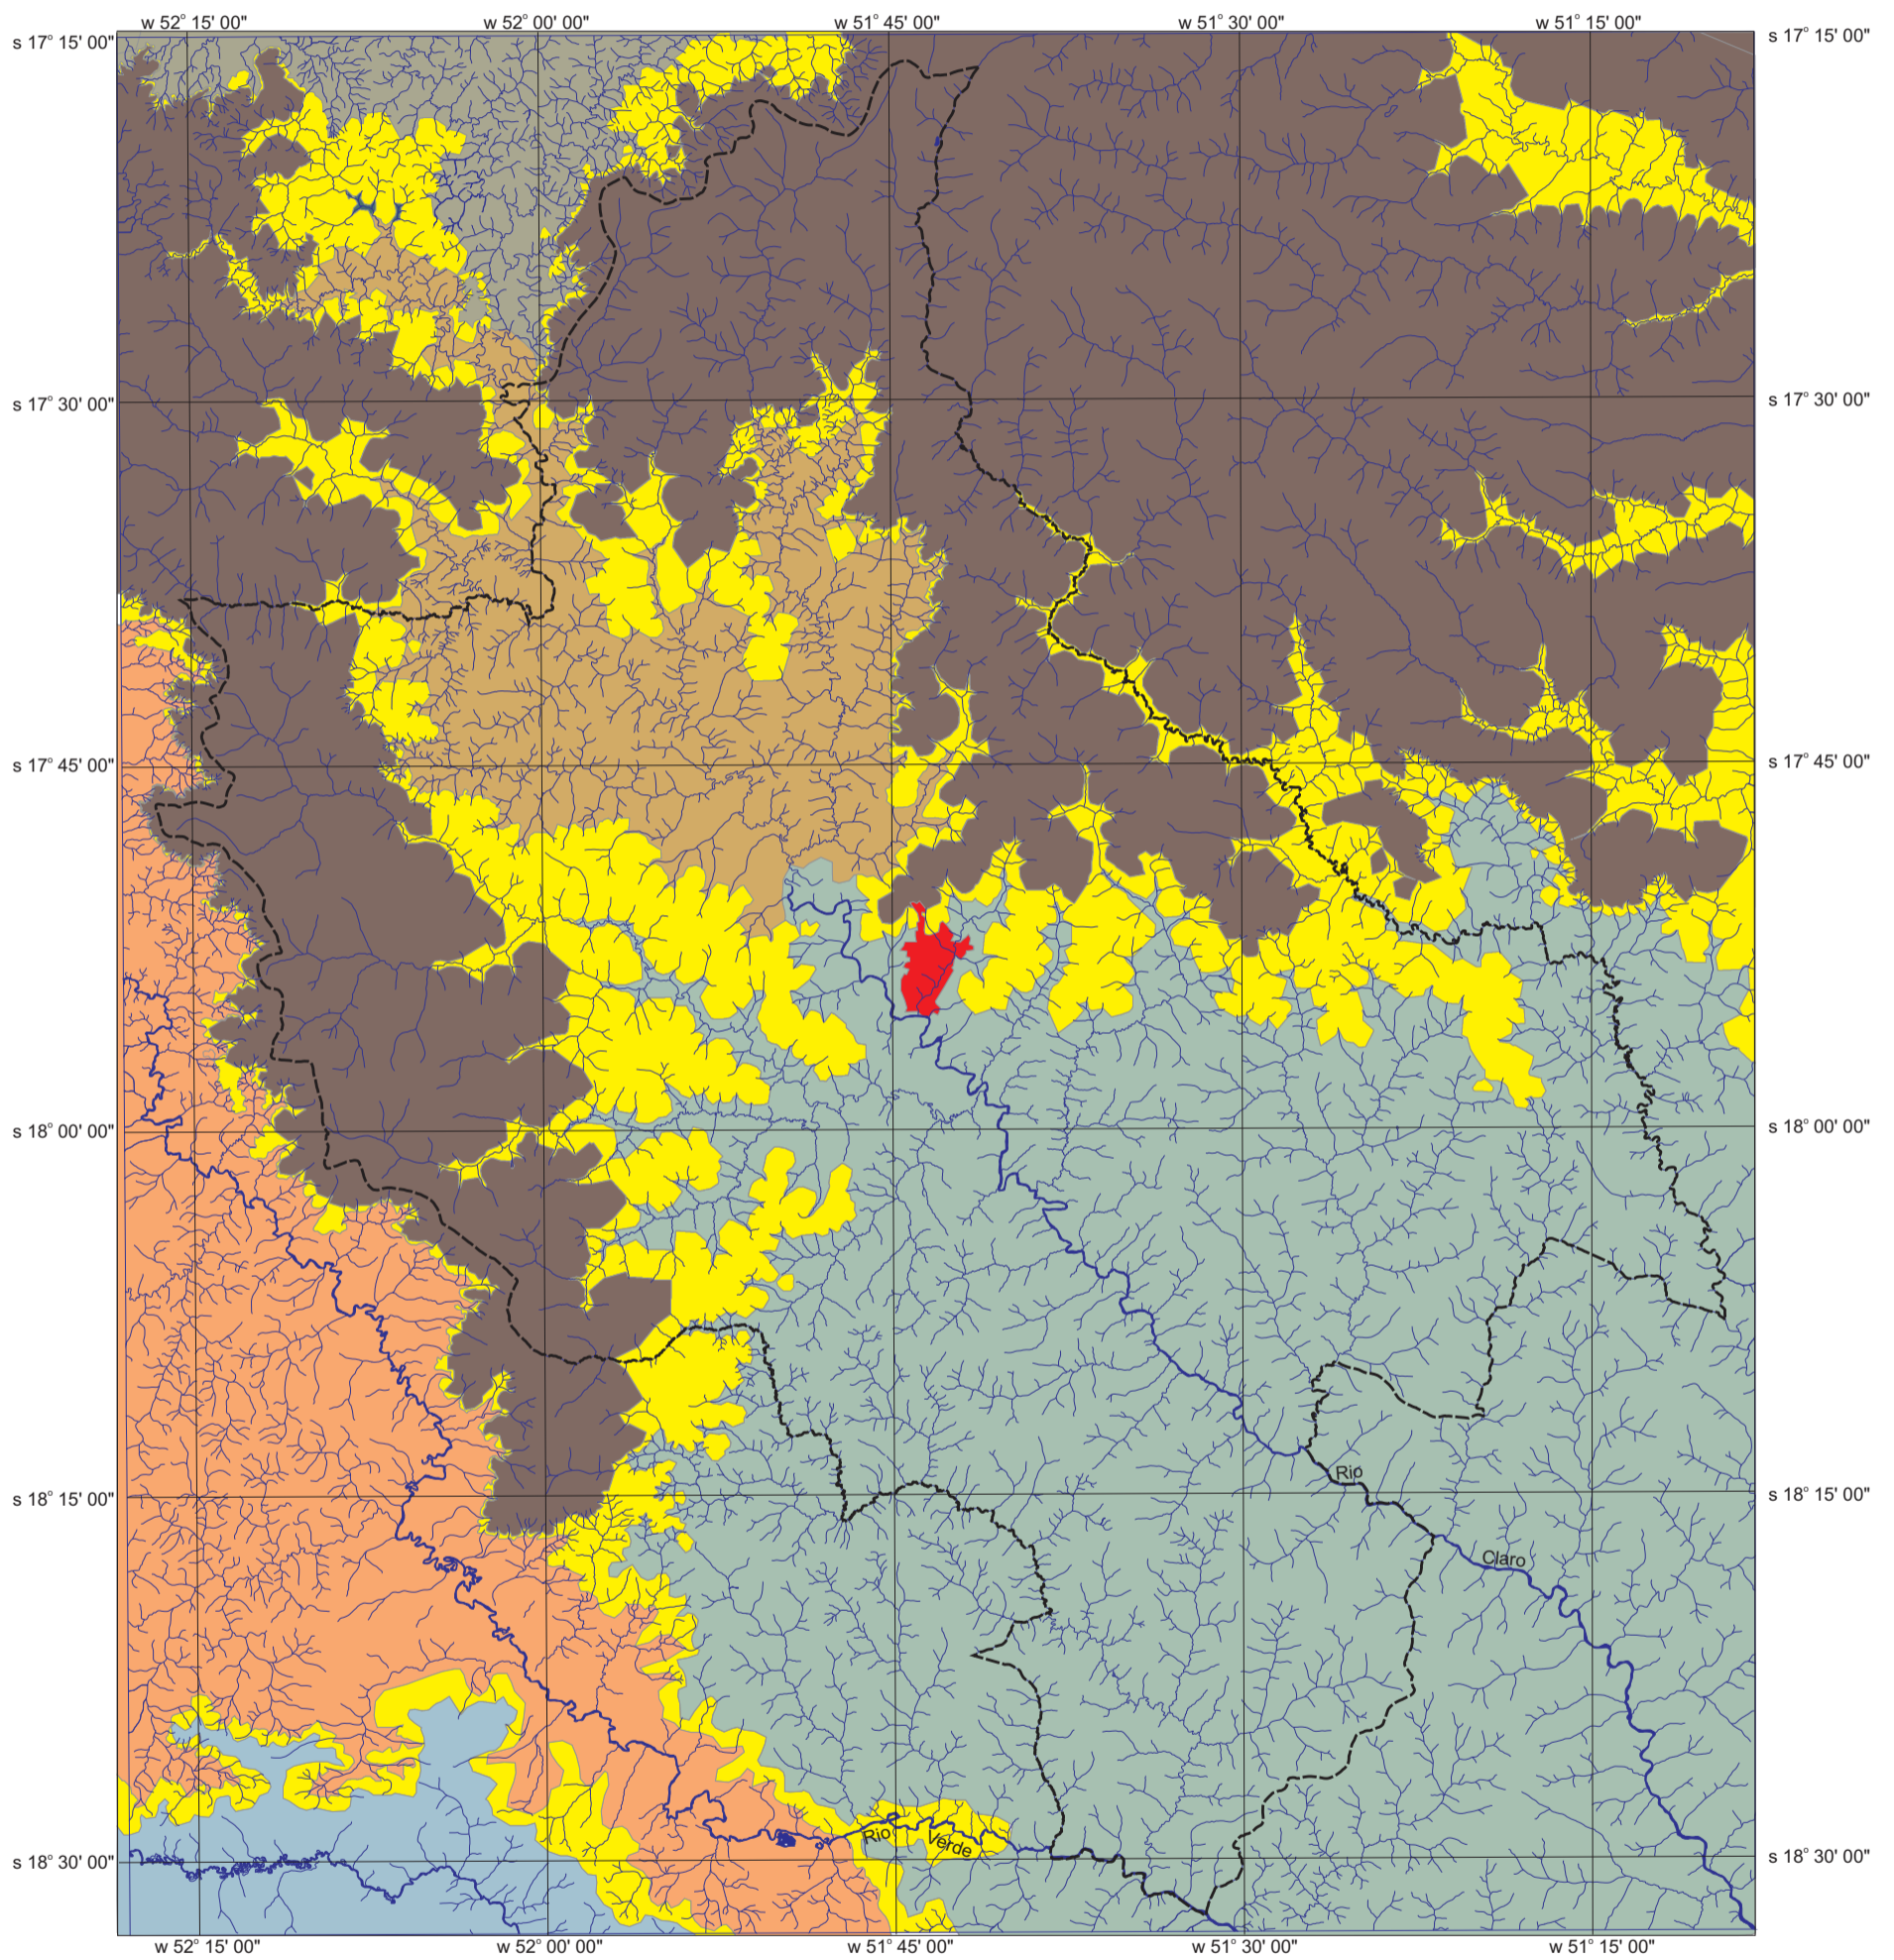 w 52° 15' 00" w 52° 00' 00" w 51° 45' 00" w 51° 30' 00" w 51° 15' 00"
s 17° 15' 00" s 17° 15' 00"
s 17° 30' 00" s 17° 30' 00"
s 17° 45' 00" s 17° 45' 00"
s 18° 00' 00" s 18° 00' 00"
Rio
s 18° 15' 00" s 18° 15' 00"
Claro
Rio Verde
s 18° 30' 00" s 18° 30' 00"
w 52° 15' 00" w 52° 00' 00" w 51° 45' 00" w 51° 30' 00" w 51° 15' 00"